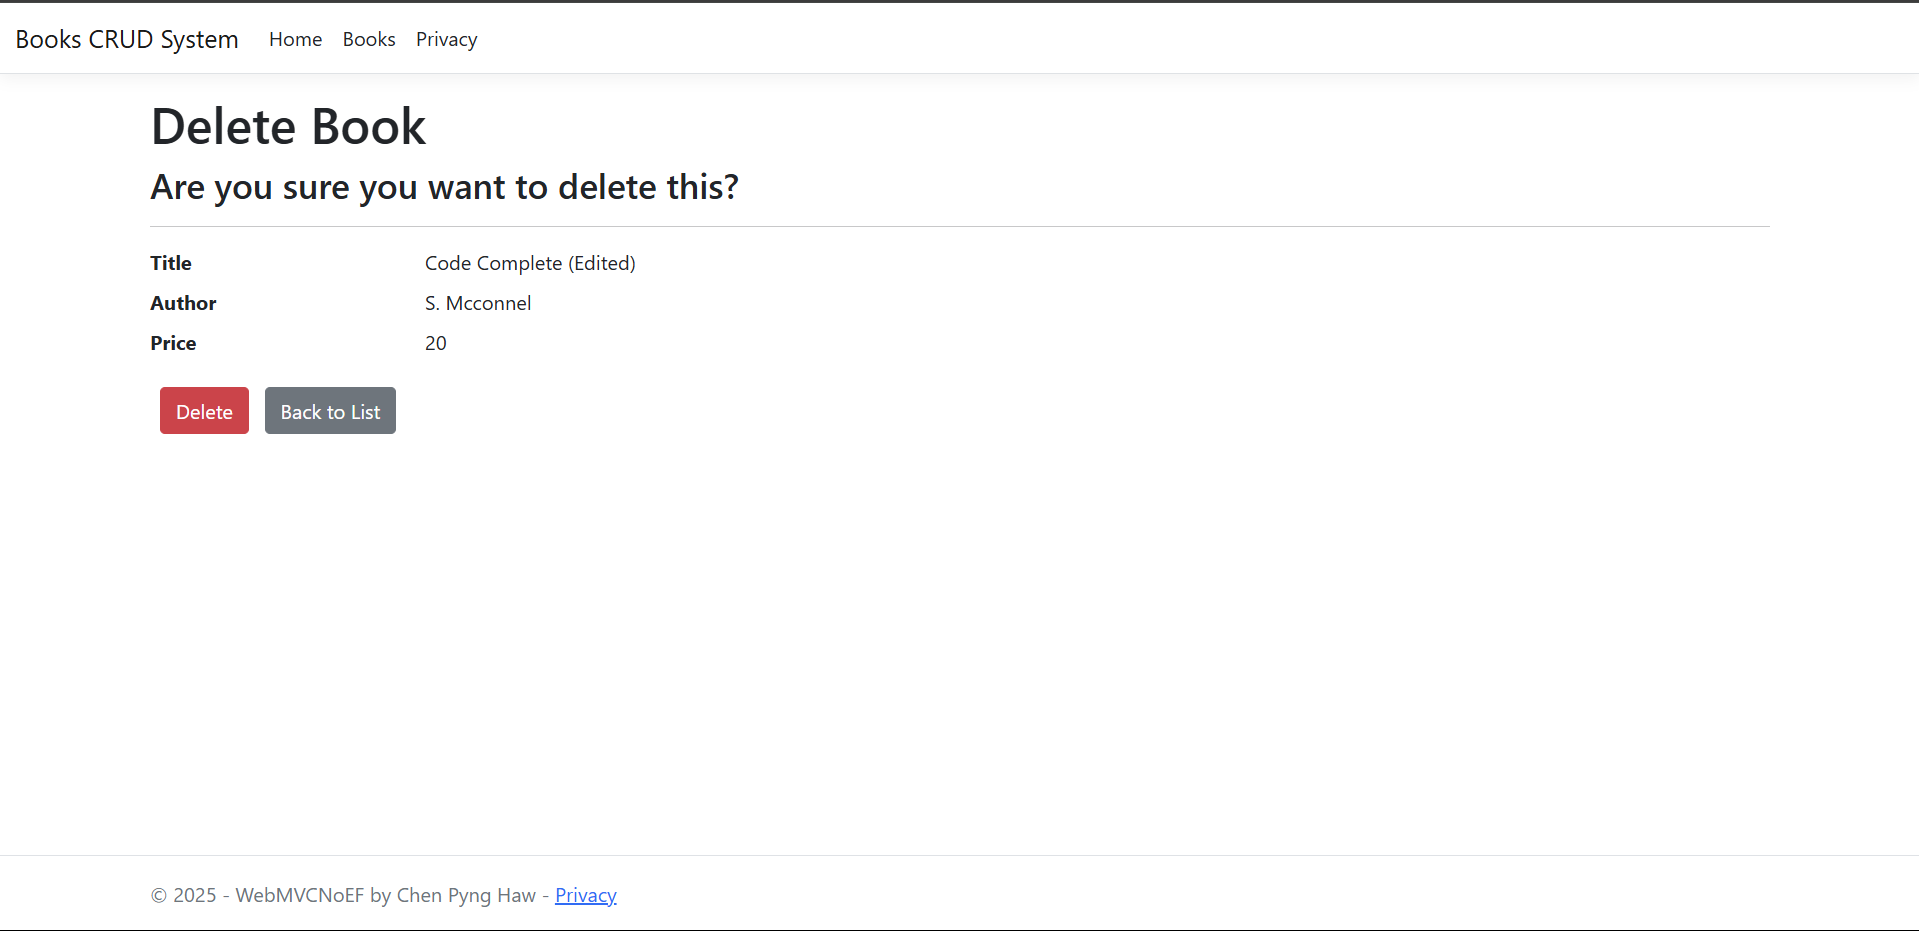 Books CRUD System Home Books Privacy
Delete Book
Are you sure you want to delete this?
Title Code Complete (Edited)
Author S. Mcconnel
Price 20
Delete Back to List
© 2025 - WebMVCNoEF by Chen Pyng Haw - Privacy